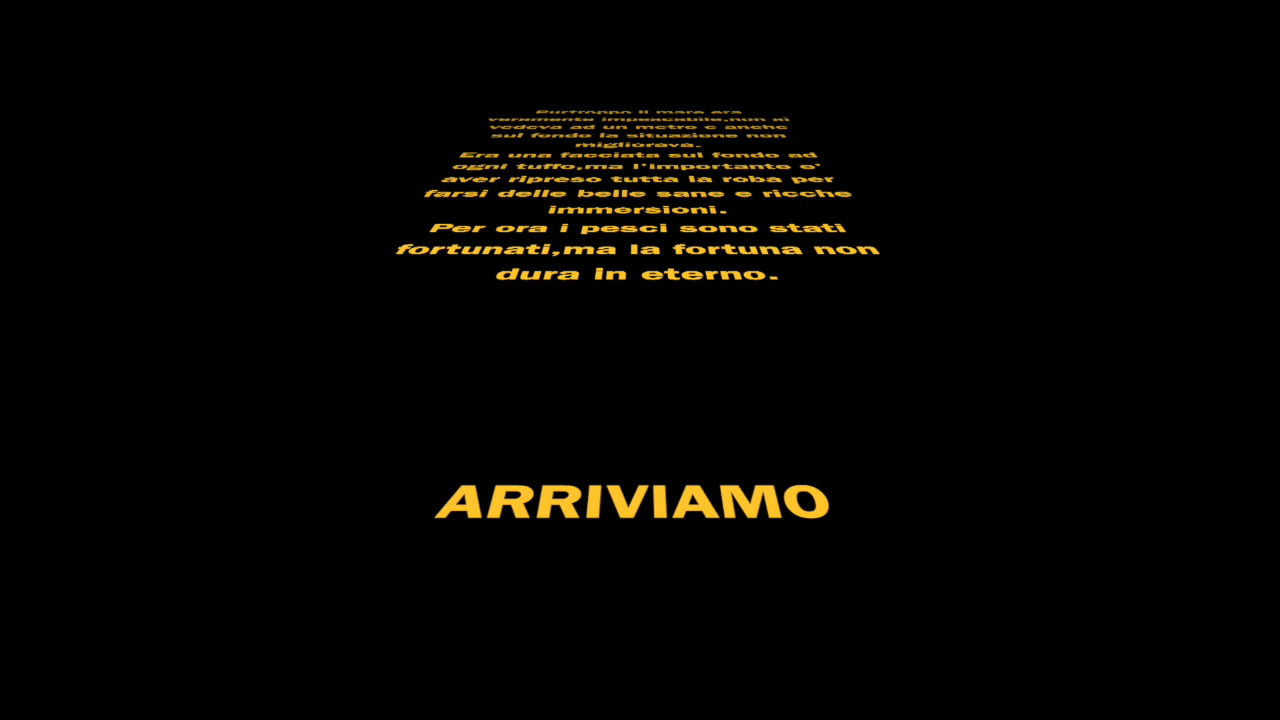 Purtroppo il mare era
veramente impescabile,non si
vedeva ad un metro e anche
sul fondo la situazione non
migliorava.
Era una facciata sul fondo ad
ogni tuffo,ma l'importante e'
aver ripreso tutta la roba per
farsi delle belle sane e ricche
immersioni.
Per ora i pesci sono stati
fortunati,ma la fortuna non
dura in eterno.
ARRIVIAMO